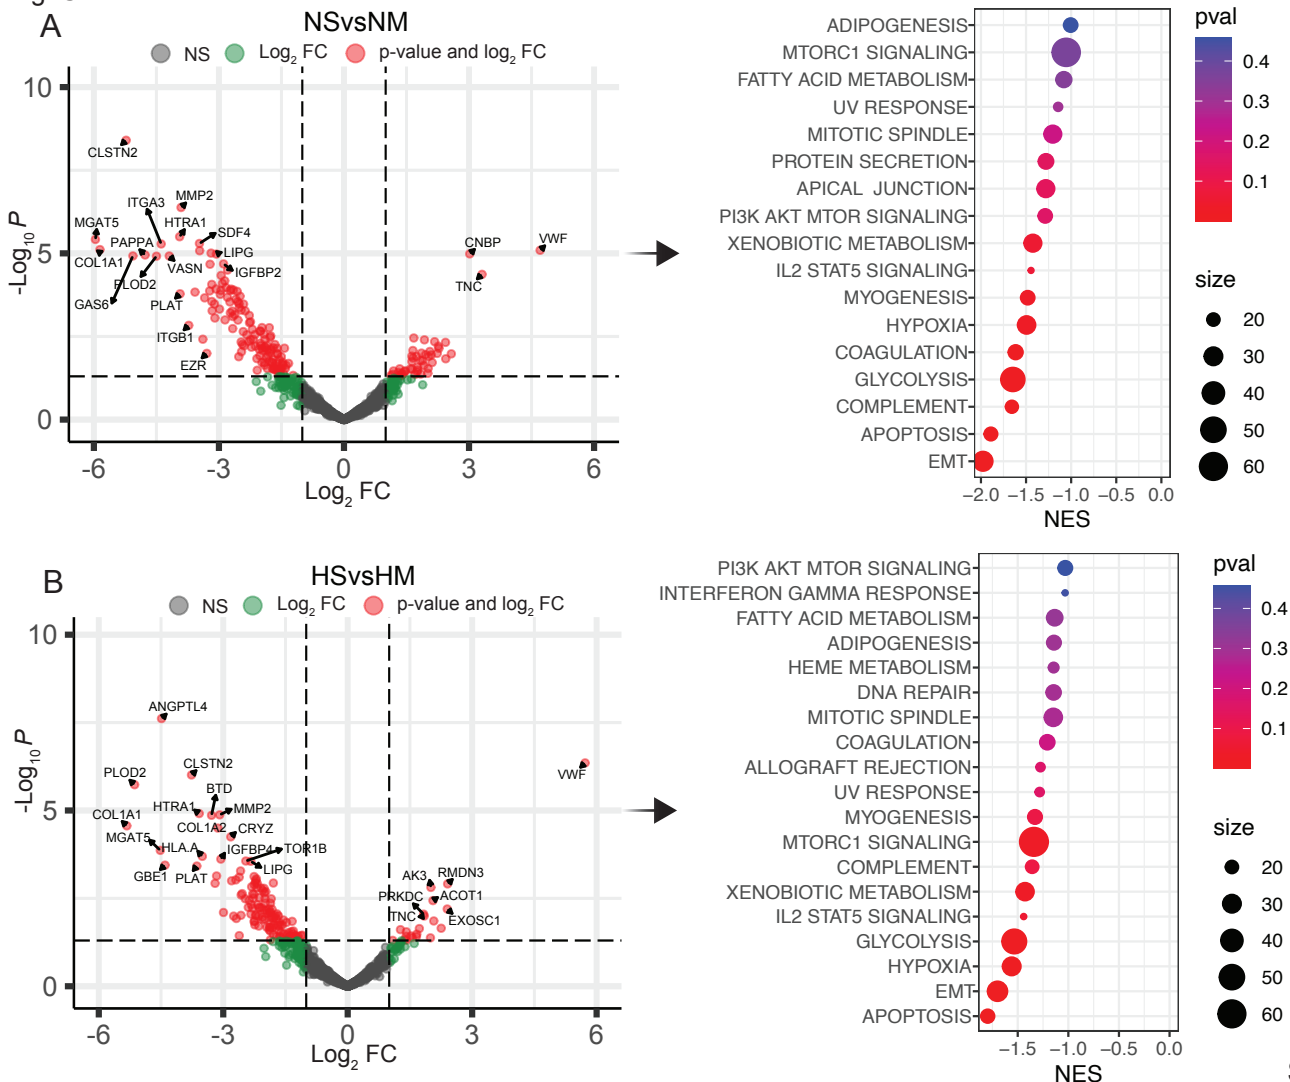 A
NSvsNM
NS Log2 FC p-value and log2 FC
-Log10 P
10
5
0
CLSTN2
MMP2
ITGA3
MGAT5
HTRA1
SDF4
PAPPA
LIPG
COL1A1
VASN
IGFBP2
PLOD2
GAS6
PLAT
ITGB1
EZR
CNBP
VWF
TNC
-6 -3 0 3 6
Log2 FC
ADIPOGENESIS
MTORC1 SIGNALING
FATTY ACID METABOLISM
UV RESPONSE
MITOTIC SPINDLE
PROTEIN SECRETION
APICAL JUNCTION
PI3K AKT MTOR SIGNALING
XENOBIOTIC METABOLISM
IL2 STAT5 SIGNALING
MYOGENESIS
HYPOXIA
COAGULATION
GLYCOLYSIS
COMPLEMENT
APOPTOSIS
EMT
−2.0 −1.5 −1.0 −0.5 0.0
NES
pval
0.4
0.3
0.2
0.1
size
20
30
40
50
60
B
HSvsHM
NS Log2 FC p-value and log2 FC
-Log10 P
10
5
0
ANGPTL4
CLSTN2
PLOD2
BTD
HTRA1
MMP2
COL1A1
COL1A2
CRYZ
MGAT5
HLA.A
IGFBP4
TOR1B
GBE1
PLAT
LIPG
VWF
AK3
RMDN3
PRKDC
ACOT1
TNC
EXOSC1
-6 -3 0 3 6
Log2 FC
PI3K AKT MTOR SIGNALING
INTERFERON GAMMA RESPONSE
FATTY ACID METABOLISM
ADIPOGENESIS
HEME METABOLISM
DNA REPAIR
MITOTIC SPINDLE
COAGULATION
ALLOGRAFT REJECTION
UV RESPONSE
MYOGENESIS
MTORC1 SIGNALING
COMPLEMENT
XENOBIOTIC METABOLISM
IL2 STAT5 SIGNALING
GLYCOLYSIS
HYPOXIA
EMT
APOPTOSIS
−1.5 −1.0 −0.5 0.0
NES
pval
0.4
0.3
0.2
0.1
size
20
30
40
50
60